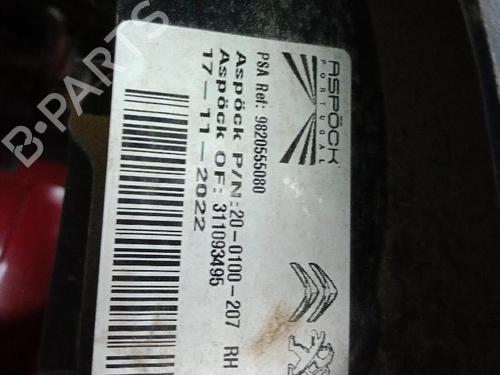 ASPÖCK
PORTUGAL
PSA Ref: 9820555080
Aspöck P/N:20-0100-207 RH
Aspöck OF: 311093495
17-11-2022
B-PARTS